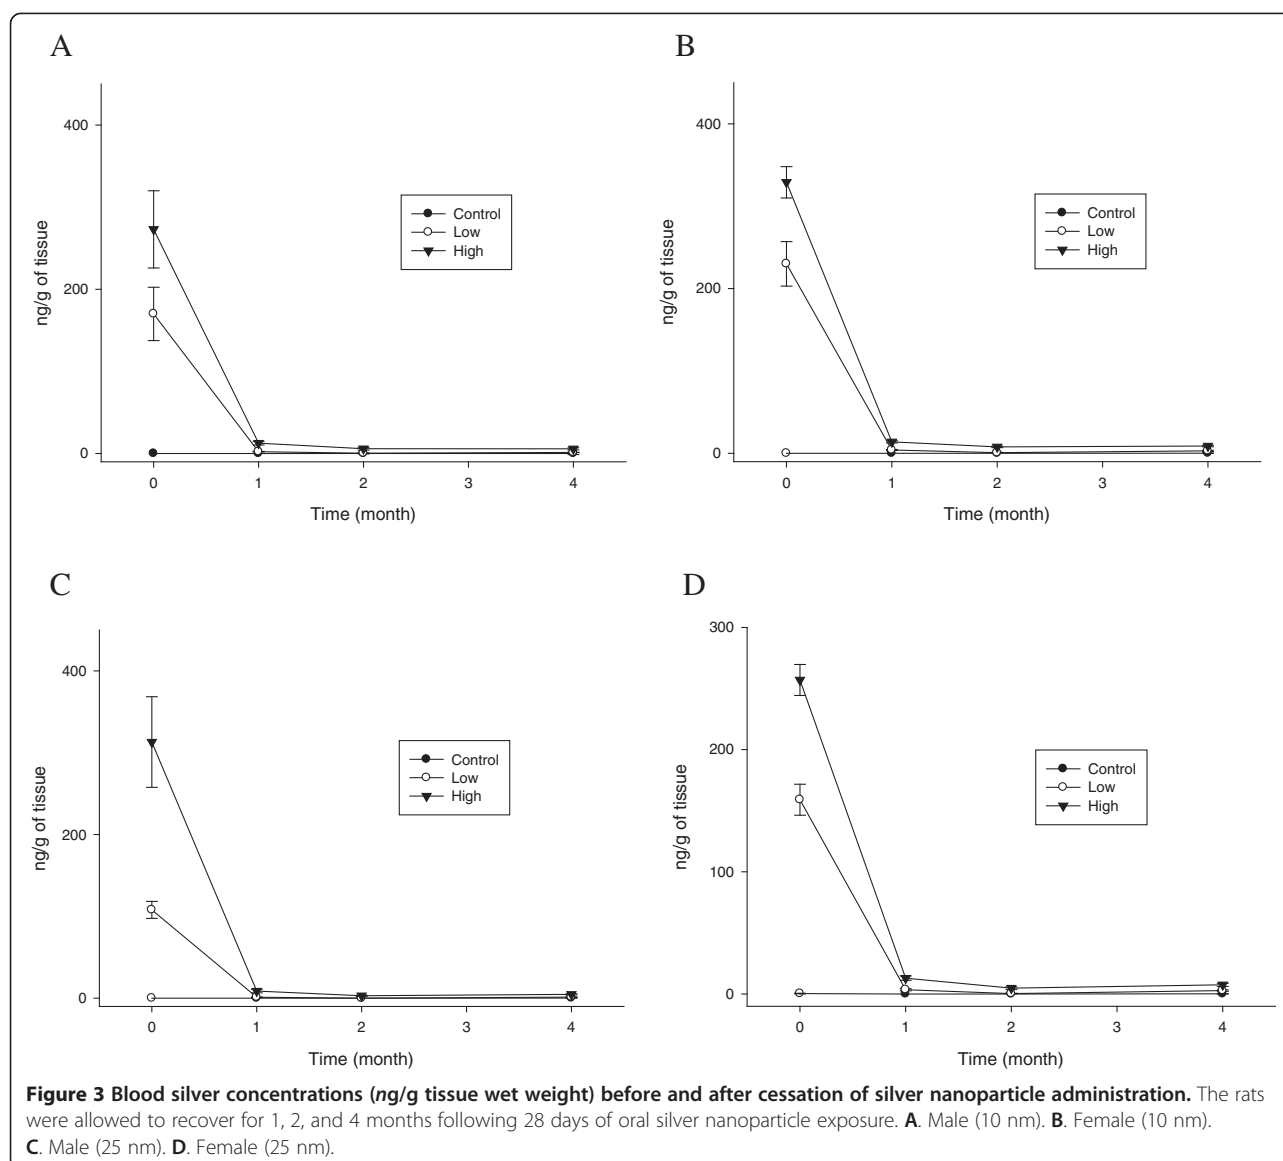 A
400
200
0
ng/g of tissue
Control
Low
High
0 1 2 3 4
Time (month)
B
400
200
0
ng/g of tissue
Control
Low
High
0 1 2 3 4
Time (month)
C
400
200
0
ng/g of tissue
Control
Low
High
0 1 2 3 4
Time (month)
D
300
200
100
0
ng/g of tissue
Control
Low
High
0 1 2 3 4
Time (month)
Figure 3 Blood silver concentrations (ng/g tissue wet weight) before and after cessation of silver nanoparticle administration. The rats
were allowed to recover for 1, 2, and 4 months following 28 days of oral silver nanoparticle exposure. A. Male (10 nm). B. Female (10 nm).
C. Male (25 nm). D. Female (25 nm).